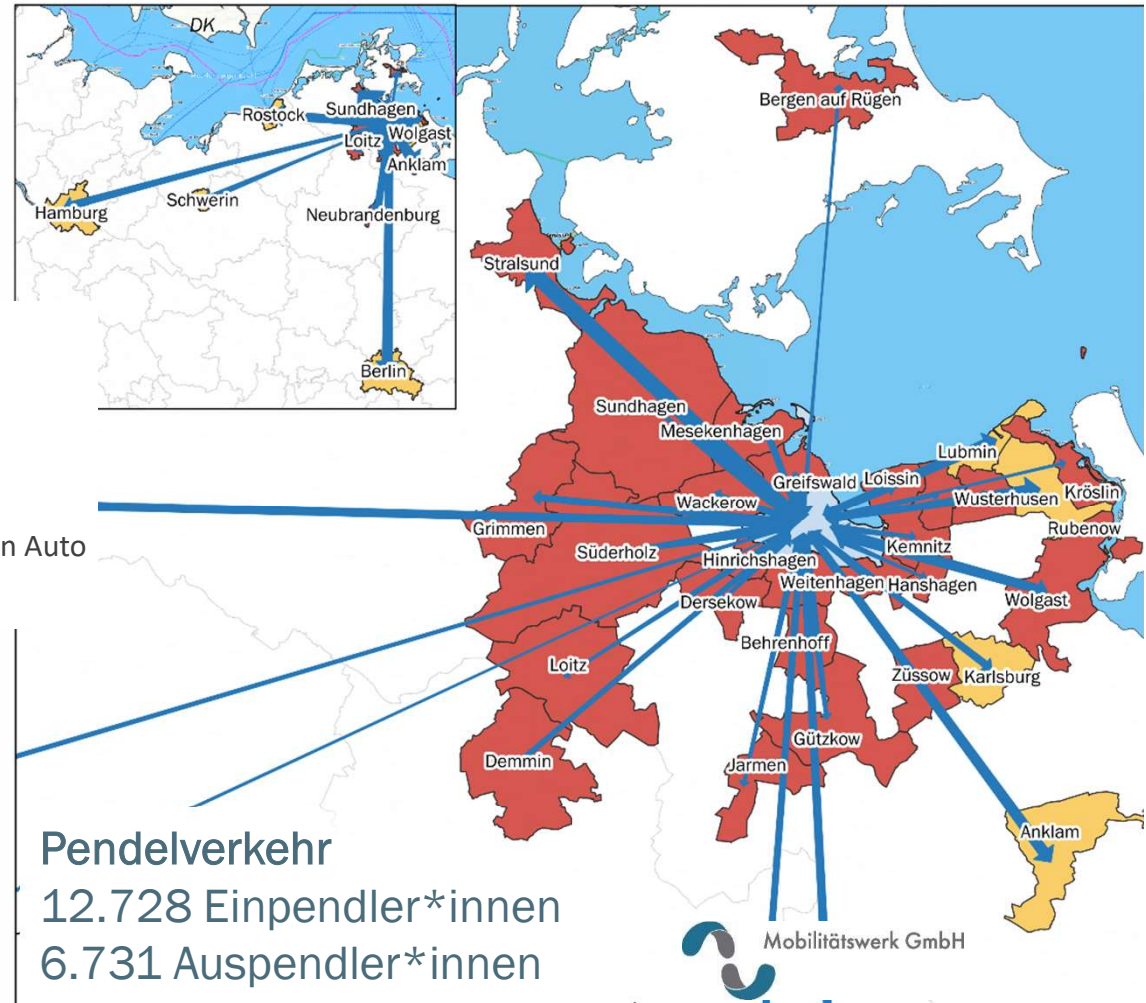 DK
Rostock
Sundhagen
Wolgast
Loitz
Anklam
Schwerin
Hamburg
Neubrandenburg
Berlin
Bergen auf Rügen
Stralsund
Sundhagen
Mesekenhagen
Lubmin
Greifswald
Loissin
Wackerow
Wusterhusen
Kröslin
Grimmen
Rubenow
n Auto
Süderholz
Hinrichshagen
Kemnitz
Weitenhagen
Hanshagen
Dersekow
Wolgast
Behrenhoff
Loitz
Züssow
Karlsburg
Gützkow
Demmin
Jarmen
Anklam
Pendelverkehr
12.728 Einpendler*innen
6.731 Auspendler*innen
Mobilitätswerk GmbH